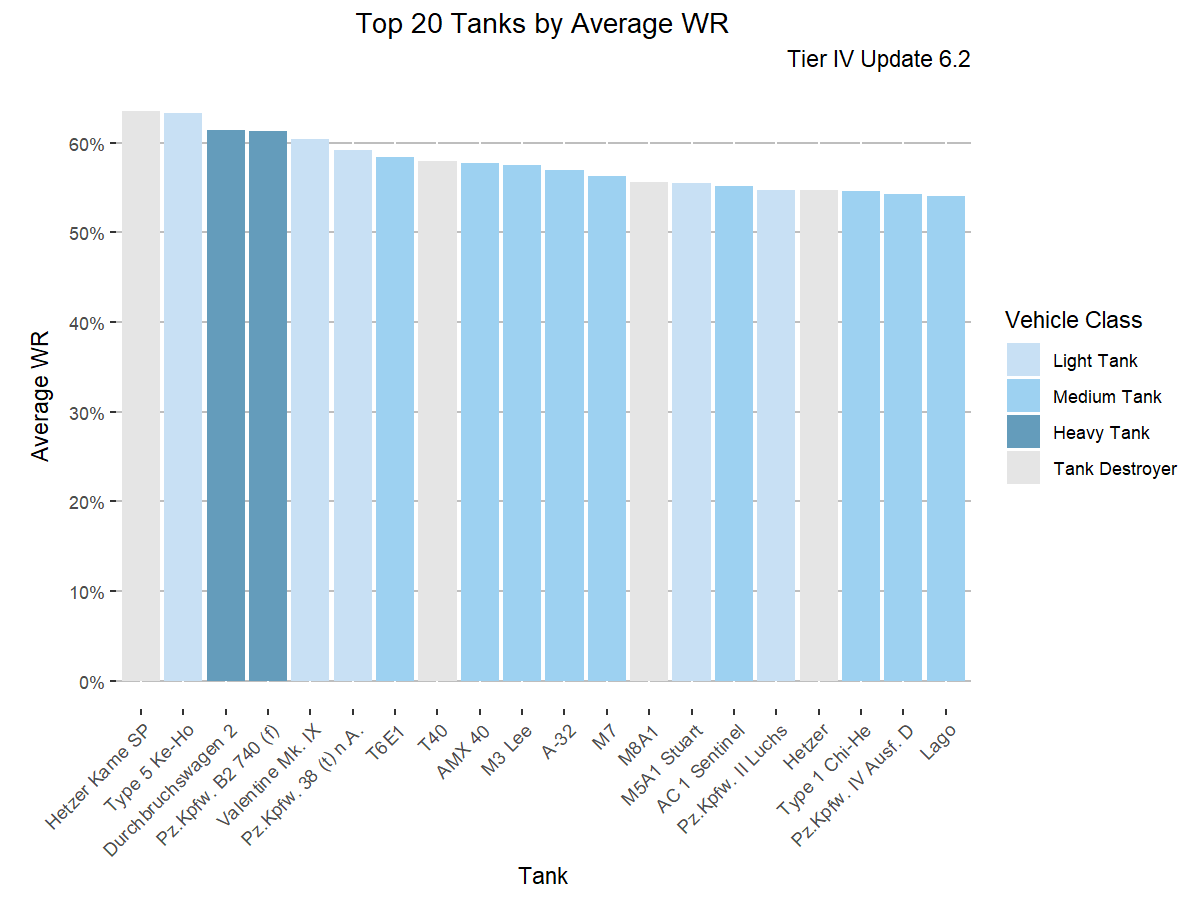 Top 20 Tanks by Average WR
Tier IV Update 6.2
Average WR
60%
50%
40%
30%
20%
10%
0%
Hetzer Kame SP
Type 5 Ke-Ho
Durchbruchswagen 2
Pz.Kpfw. B2 740 (f)
Valentine Mk. IX
Pz.Kpfw. 38 (t) n.A.
T6E1
T40
AMX 40
M3 Lee
A-32
M7
M8A1
M5A1 Stuart
AC 1 Sentinel
Pz.Kpfw. II Luchs
Hetzer
Type 1 Chi-He
Pz.Kpfw. IV Ausf. D
Lago
Tank
Vehicle Class
Light Tank
Medium Tank
Heavy Tank
Tank Destroyer